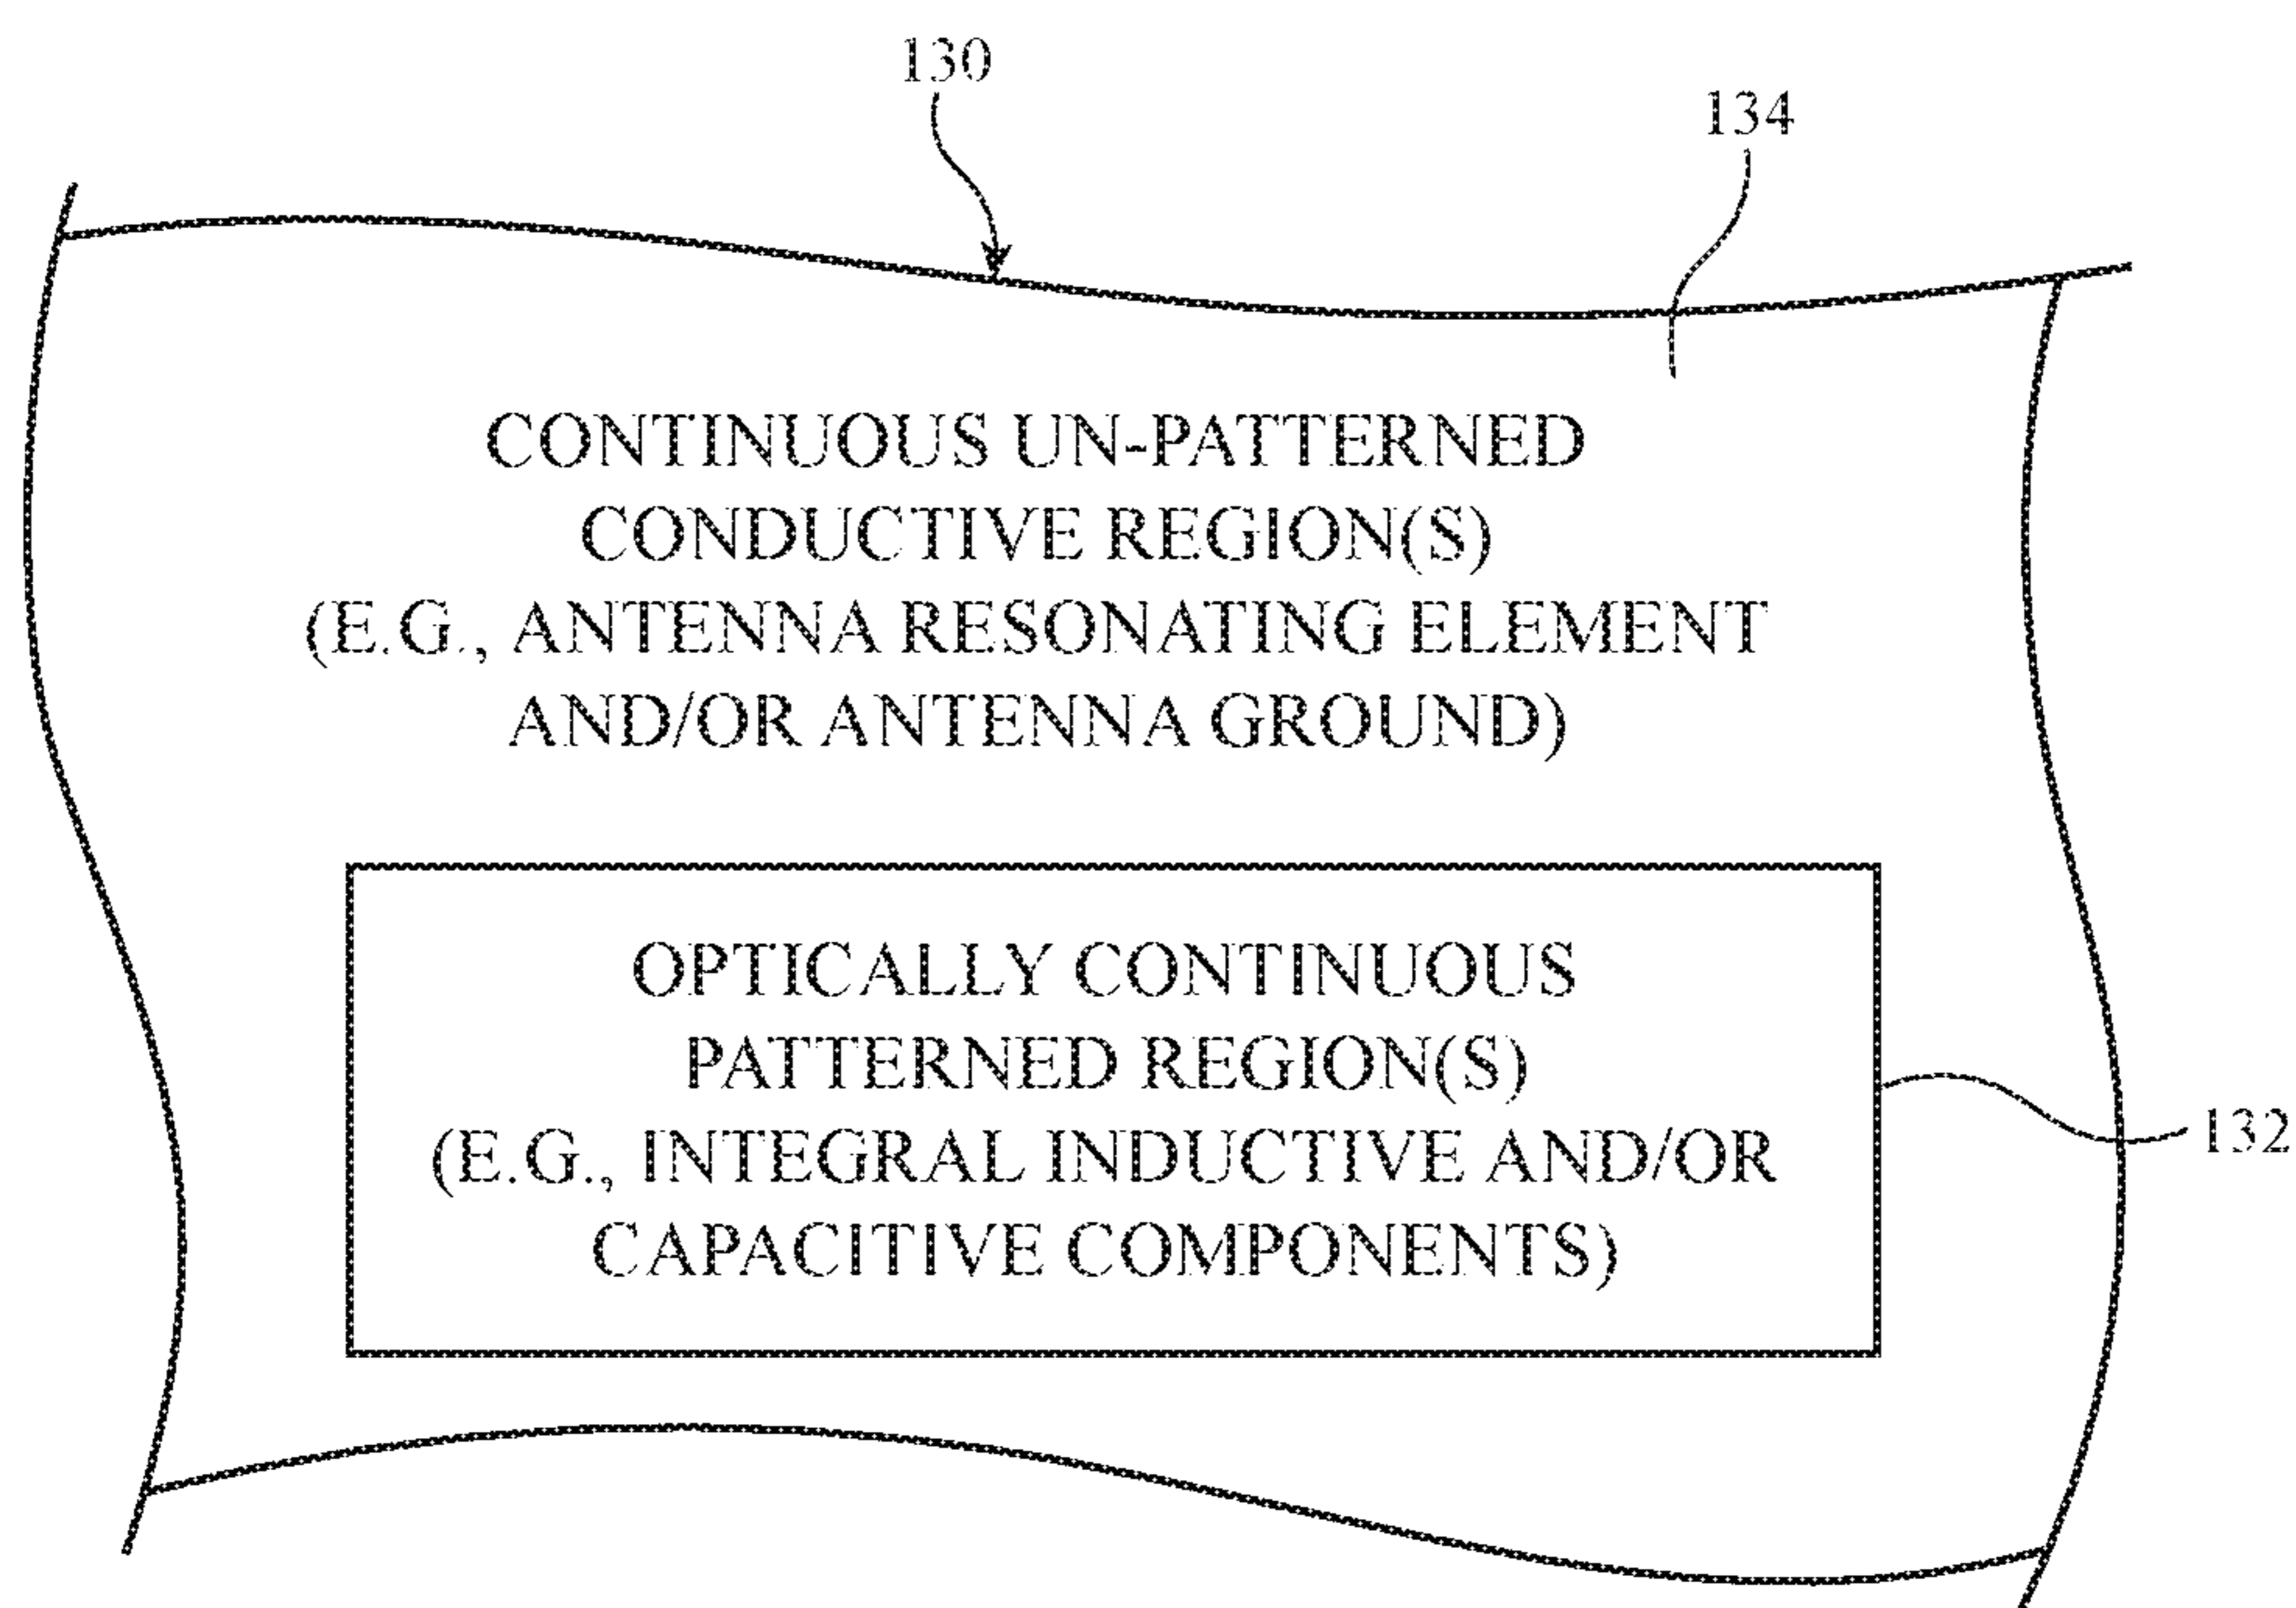 130
134
CONTINUOUS UN-PATTERNED
CONDUCTIVE REGION(S)
(E.G., ANTENNA RESONATING ELEMENT
AND/OR ANTENNA GROUND)
OPTICALLY CONTINUOUS
PATTERNED REGION(S)
(E.G., INTEGRAL INDUCTIVE AND/OR
CAPACITIVE COMPONENTS)
132